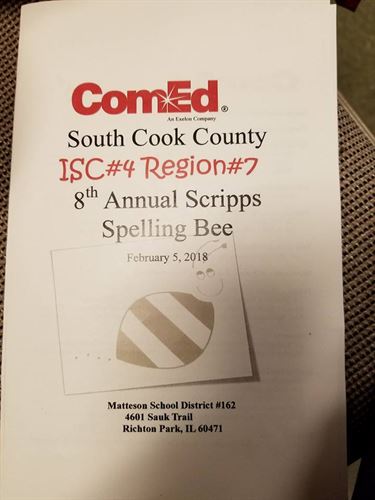 ComEd®
An Exelon Company
South Cook County
ISC#4 Region#7
8th Annual Scripps
Spelling Bee
February 5, 2018
Matteson School District #162
4601 Sauk Trail
Richton Park, IL 60471